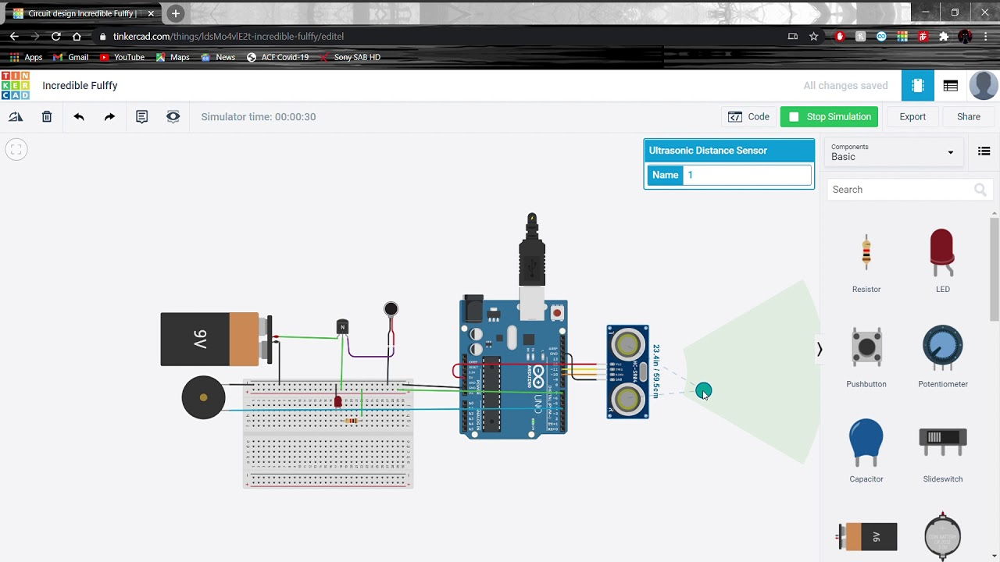 Circuit design Incredible Fulffy | T
tinkercad.com/things/ldsMo4vlE2t-incredible-fulffy/editel
Apps
Gmail
YouTube
Maps
News
ACF Covid-19
Sony SAB HD
TIN
KER
CAD
Incredible Fulffy
All changes saved
Simulator time: 00:00:30
Code
Stop Simulation
Export
Share
Ultrasonic Distance Sensor
Name
1
Components
Basic
Search
Resistor
LED
Pushbutton
Potentiometer
Capacitor
Slideswitch
9V
9V
N
23.4in / 59.5cm
HC-SR04
UNO
ARDUINO